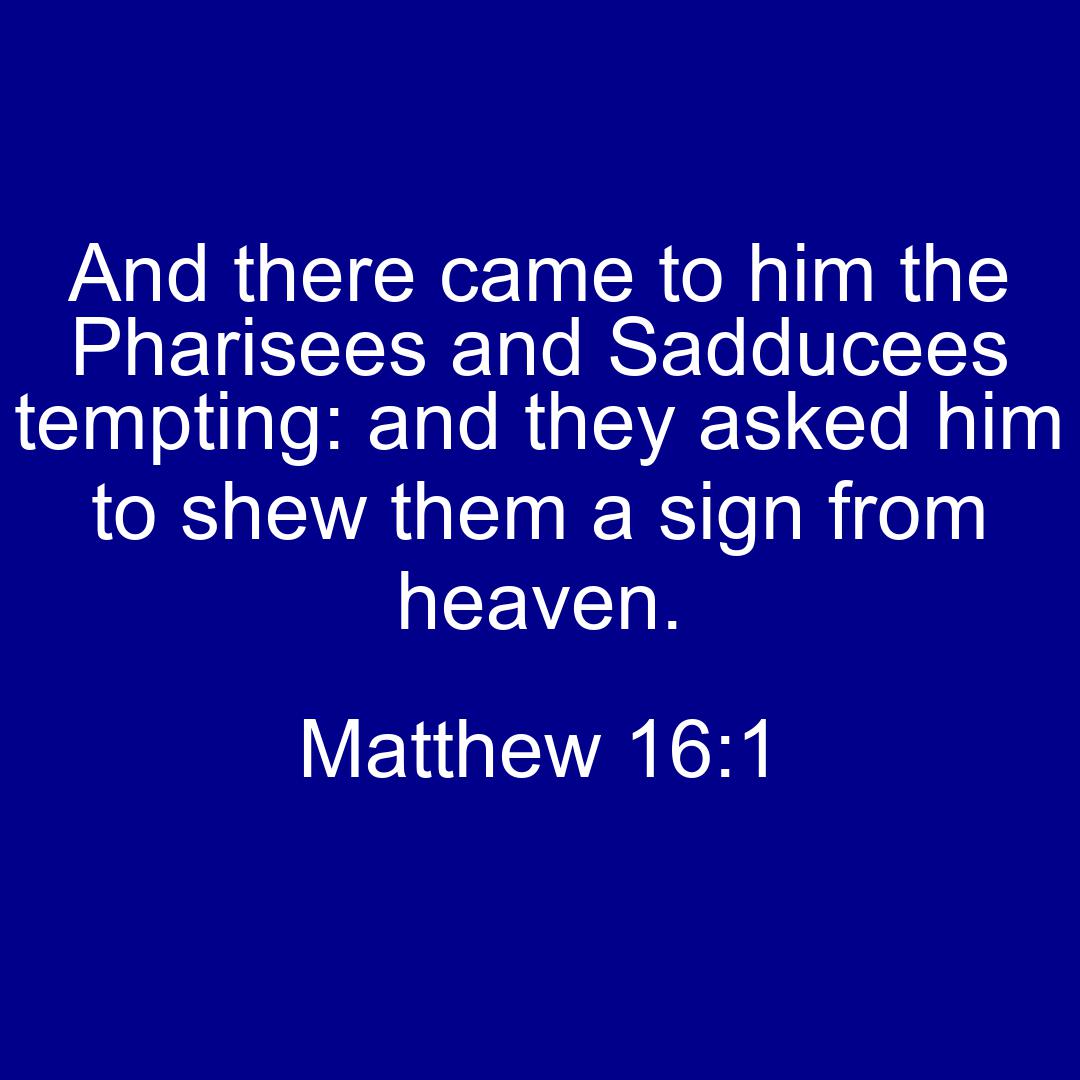 And there came to him the
Pharisees and Sadducees
tempting: and they asked him
to shew them a sign from
heaven.
Matthew 16:1